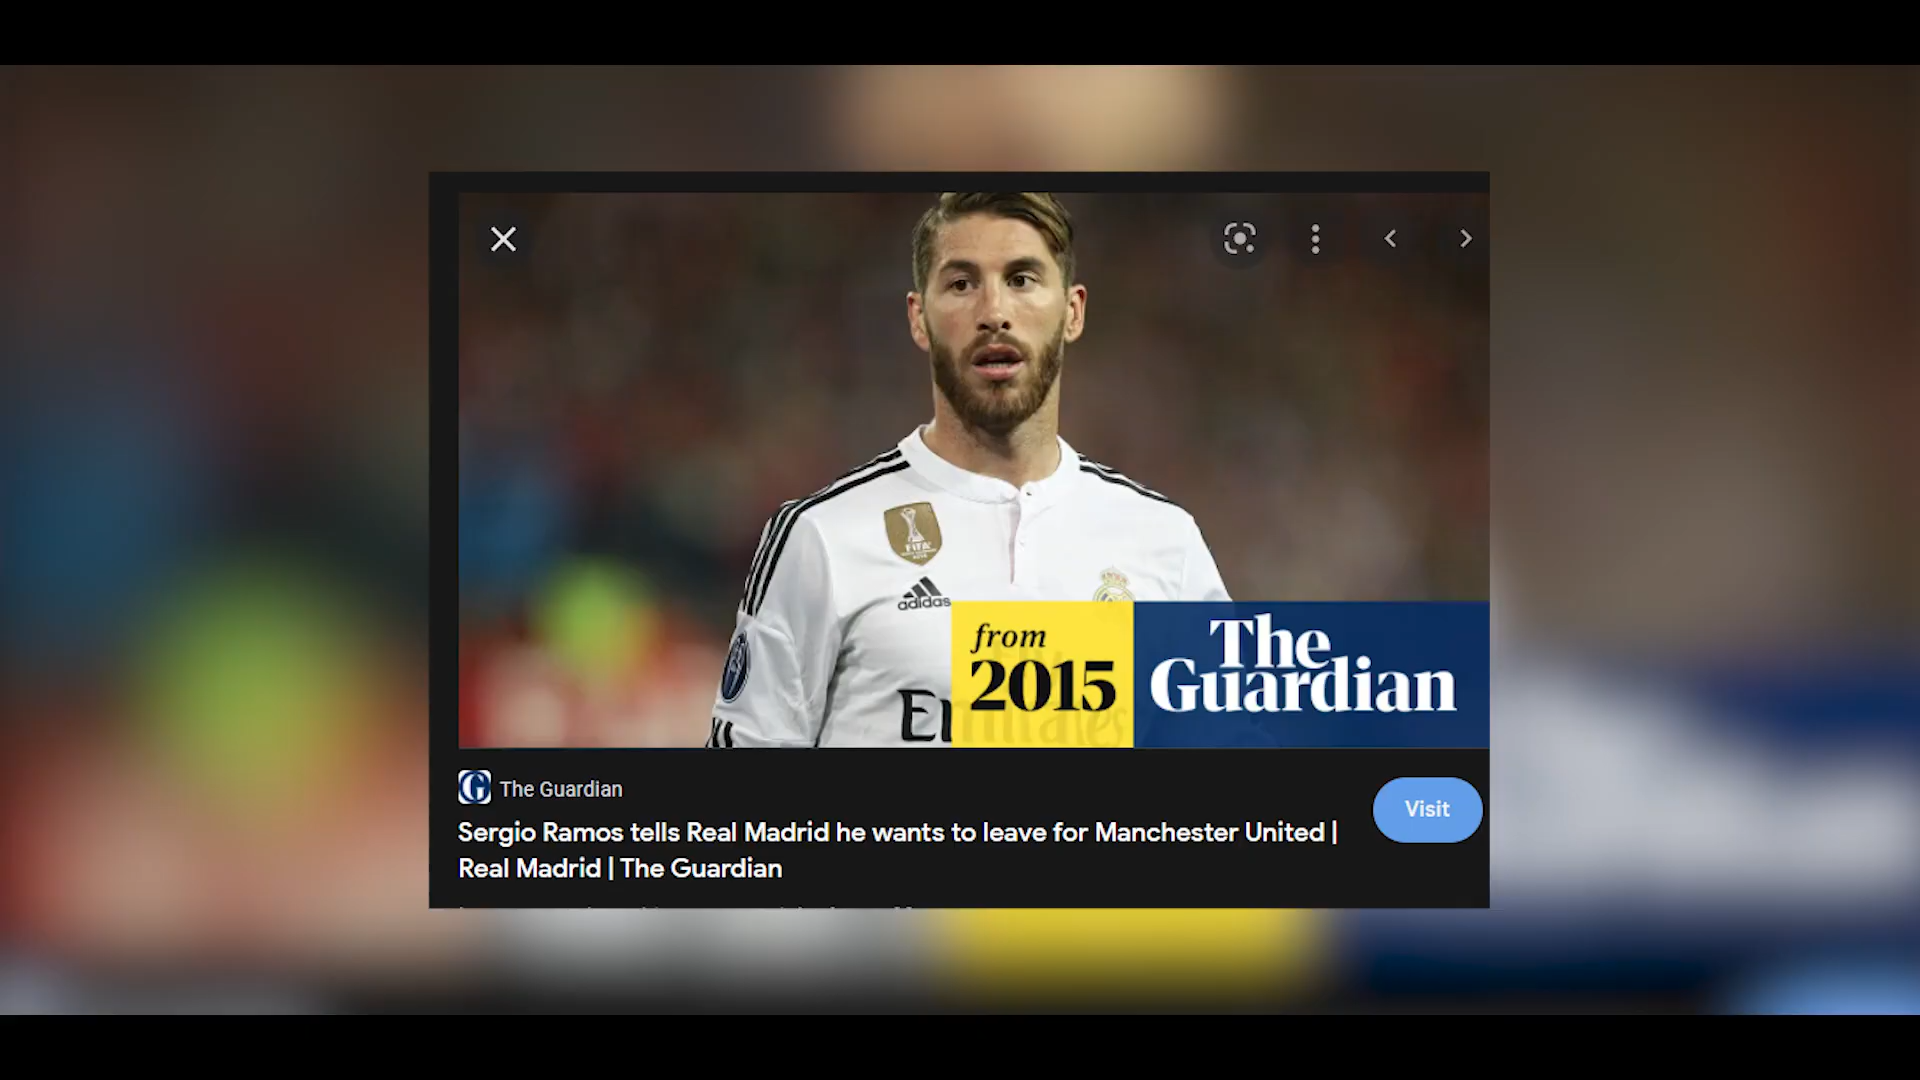 FIFA
adidas
from
2015
The
Guardian
The Guardian
Sergio Ramos tells Real Madrid he wants to leave for Manchester United |
Real Madrid | The Guardian
Visit